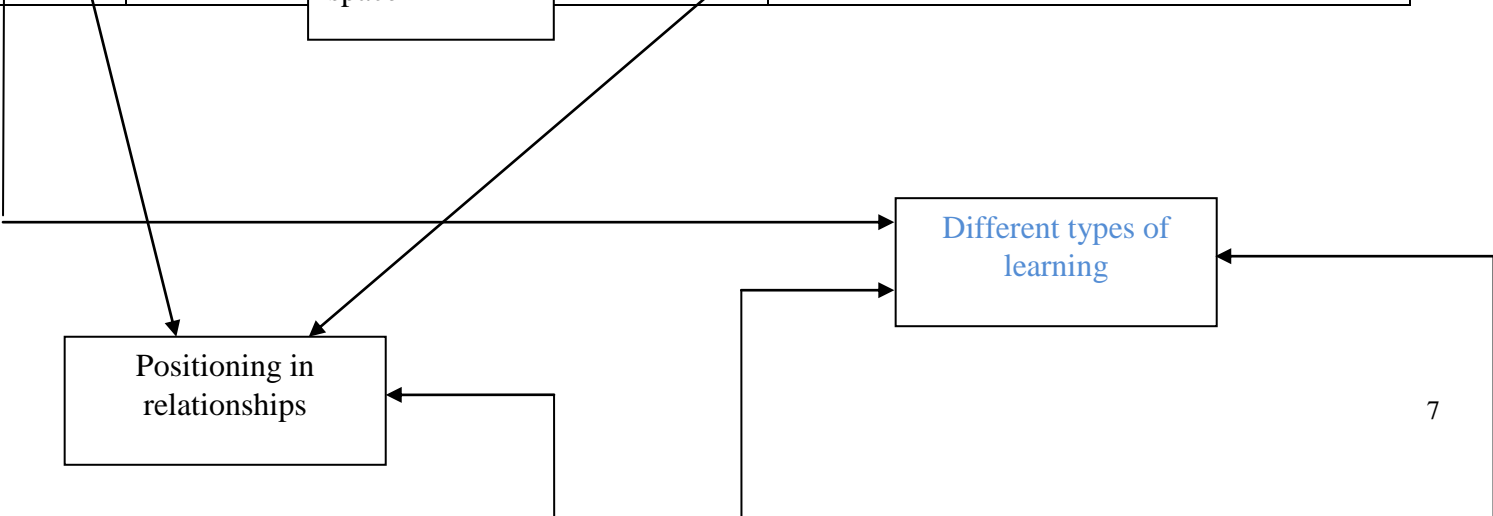 Different types of
learning
Positioning in
relationships
7